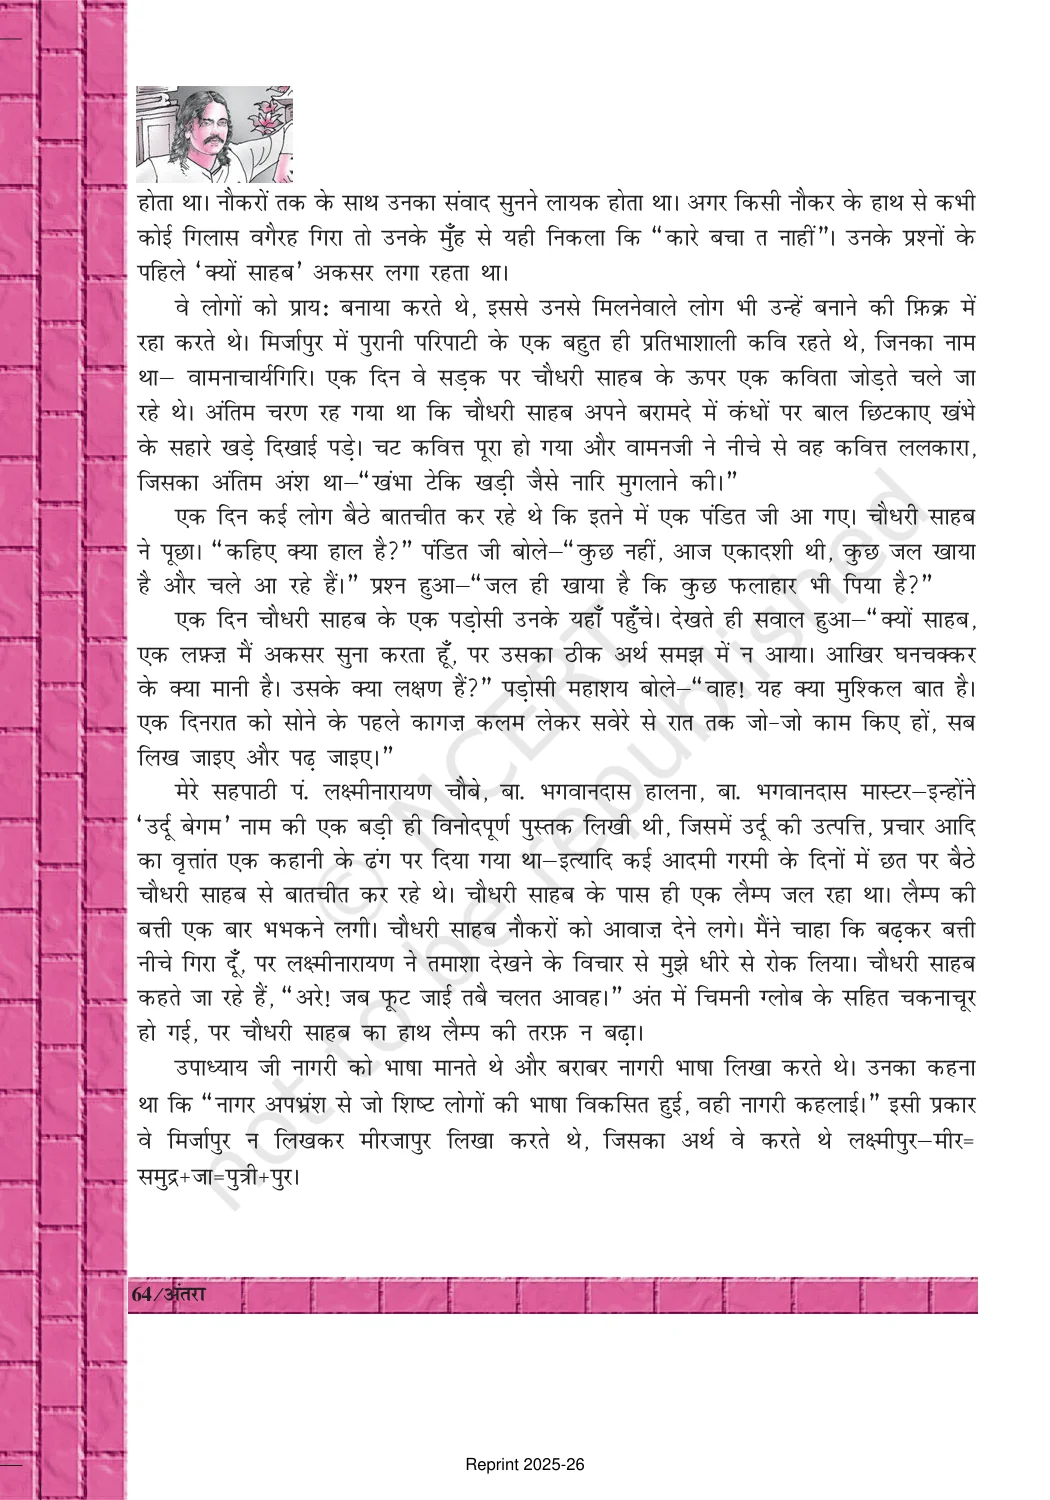 होता था। नौकरों तक के साथ उनका संवाद सुनने लायक होता था। अगर किसी नौकर के हाथ से कभी
कोई गिलास वगैरह गिरा तो उनके मुँह से यही निकला कि “कारे बचा त नाहीं”। उनके प्रश्नों के
पहिले ‘क्यों साहब’ अकसर लगा रहता था।
वे लोगों को प्राय: बनाया करते थे, इससे उनसे मिलनेवाले लोग भी उन्हें बनाने की फ़िक्र में
रहा करते थे। मिर्जापुर में पुरानी परिपाटी के एक बहुत ही प्रतिभाशाली कवि रहते थे, जिनका नाम
था– वामनाचार्यगिरि। एक दिन वे सड़क पर चौधरी साहब के ऊपर एक कविता जोड़ते चले जा
रहे थे। अंतिम चरण रह गया था कि चौधरी साहब अपने बरामदे में कंधों पर बाल छिटकाए खंभे
के सहारे खड़े दिखाई पड़े। चट कवित्त पूरा हो गया और वामनजी ने नीचे से वह कवित्त ललकारा,
जिसका अंतिम अंश था–“खंभा टेकि खड़ी जैसे नारि मुगलाने की।”
एक दिन कई लोग बैठे बातचीत कर रहे थे कि इतने में एक पंडित जी आ गए। चौधरी साहब
ने पूछा। “कहिए क्या हाल है?” पंडित जी बोले–“कुछ नहीं, आज एकादशी थी, कुछ जल खाया
है और चले आ रहे हैं।” प्रश्न हुआ–“जल ही खाया है कि कुछ फलाहार भी पिया है?”
एक दिन चौधरी साहब के एक पड़ोसी उनके यहाँ पहुँचे। देखते ही सवाल हुआ–“क्यों साहब,
एक लफ़्ज़ मैं अकसर सुना करता हूँ, पर उसका ठीक अर्थ समझ में न आया। आखिर घनचक्कर
के क्या मानी है। उसके क्या लक्षण हैं?” पड़ोसी महाशय बोले–“वाह! यह क्या मुश्किल बात है।
एक दिनरात को सोने के पहले कागज़ कलम लेकर सवेरे से रात तक जो-जो काम किए हों, सब
लिख जाइए और पढ़ जाइए।”
मेरे सहपाठी पं. लक्ष्मीनारायण चौबे, बा. भगवानदास हालना, बा. भगवानदास मास्टर–इन्होंने
‘उर्दू बेगम’ नाम की एक बड़ी ही विनोदपूर्ण पुस्तक लिखी थी, जिसमें उर्दू की उत्पत्ति, प्रचार आदि
का वृत्तांत एक कहानी के ढंग पर दिया गया था–इत्यादि कई आदमी गरमी के दिनों में छत पर बैठे
चौधरी साहब से बातचीत कर रहे थे। चौधरी साहब के पास ही एक लैम्प जल रहा था। लैम्प की
बत्ती एक बार भभकने लगी। चौधरी साहब नौकरों को आवाज़ देने लगे। मैंने चाहा कि बढ़कर बत्ती
नीचे गिरा दूँ, पर लक्ष्मीनारायण ने तमाशा देखने के विचार से मुझे धीरे से रोक लिया। चौधरी साहब
कहते जा रहे हैं, “अरे! जब फूट जाई तबै चलत आवह।” अंत में चिमनी ग्लोब के सहित चकनाचूर
हो गई, पर चौधरी साहब का हाथ लैम्प की तरफ़ न बढ़ा।
उपाध्याय जी नागरी को भाषा मानते थे और बराबर नागरी भाषा लिखा करते थे। उनका कहना
था कि “नागर अपभ्रंश से जो शिष्ट लोगों की भाषा विकसित हुई, वही नागरी कहलाई।” इसी प्रकार
वे मिर्जापुर न लिखकर मीरजापुर लिखा करते थे, जिसका अर्थ वे करते थे लक्ष्मीपुर–मीर=
समुद्र+जा=पुत्री+पुर।
© NCERT
not to be republished
64/अंतरा
Reprint 2025-26